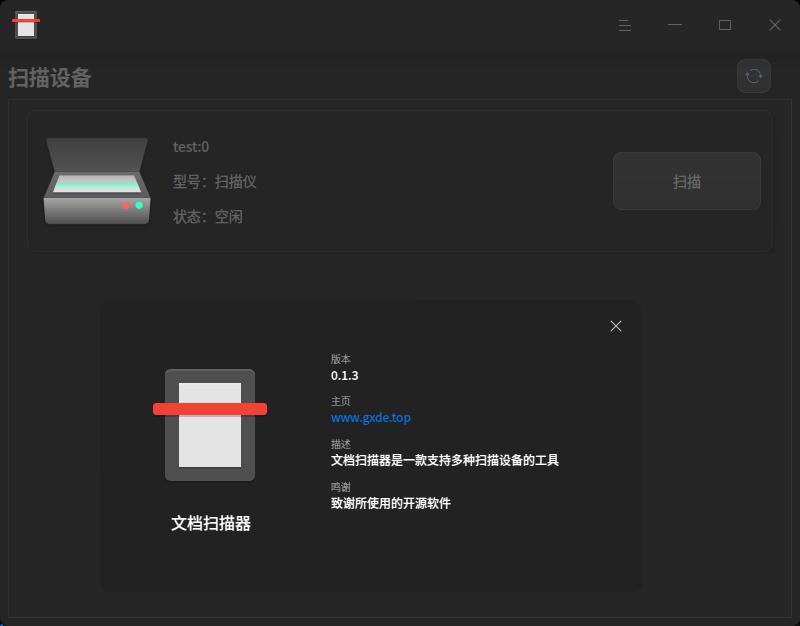 扫描设备
test:0
型号：扫描仪
状态：空闲
扫描
版本
0.1.3
主页
www.gxde.top
描述
文档扫描器是一款支持多种扫描设备的工具
鸣谢
致谢所使用的开源软件
文档扫描器